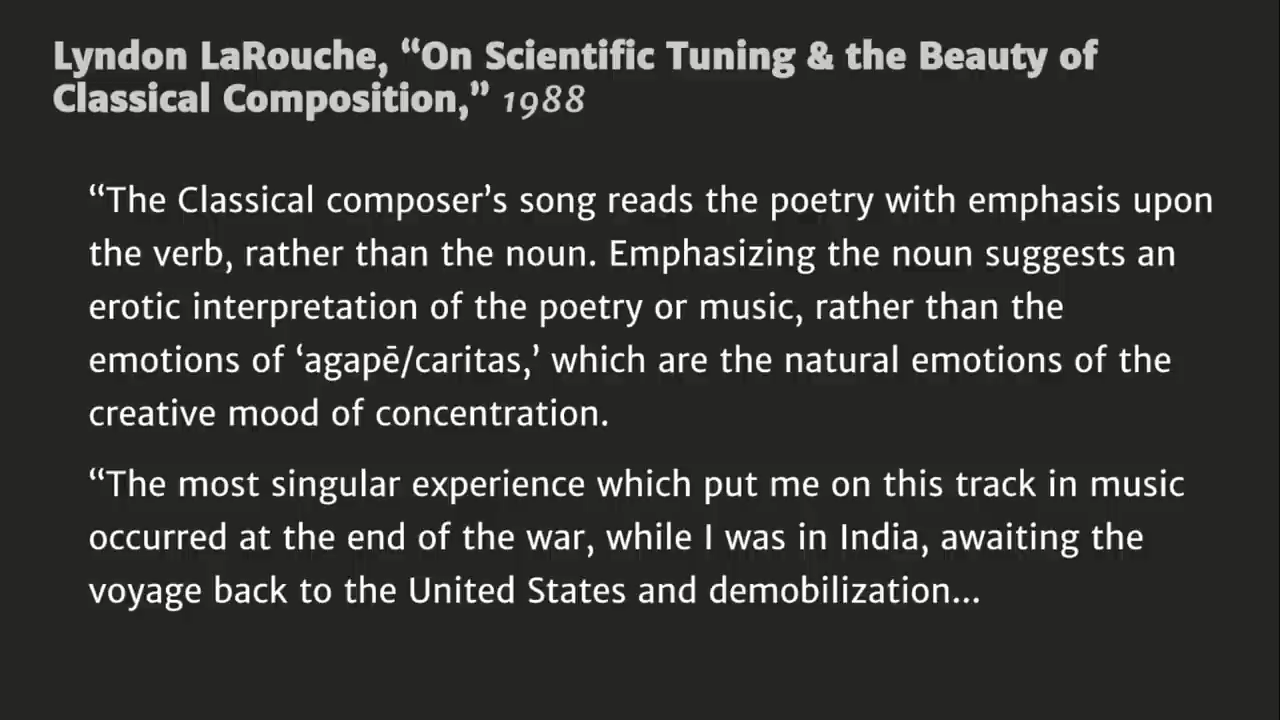 Lyndon LaRouche, “On Scientific Tuning & the Beauty of
Classical Composition,” 1988
“The Classical composer’s song reads the poetry with emphasis upon
the verb, rather than the noun. Emphasizing the noun suggests an
erotic interpretation of the poetry or music, rather than the
emotions of ‘agapē/caritas,’ which are the natural emotions of the
creative mood of concentration.
“The most singular experience which put me on this track in music
occurred at the end of the war, while I was in India, awaiting the
voyage back to the United States and demobilization...